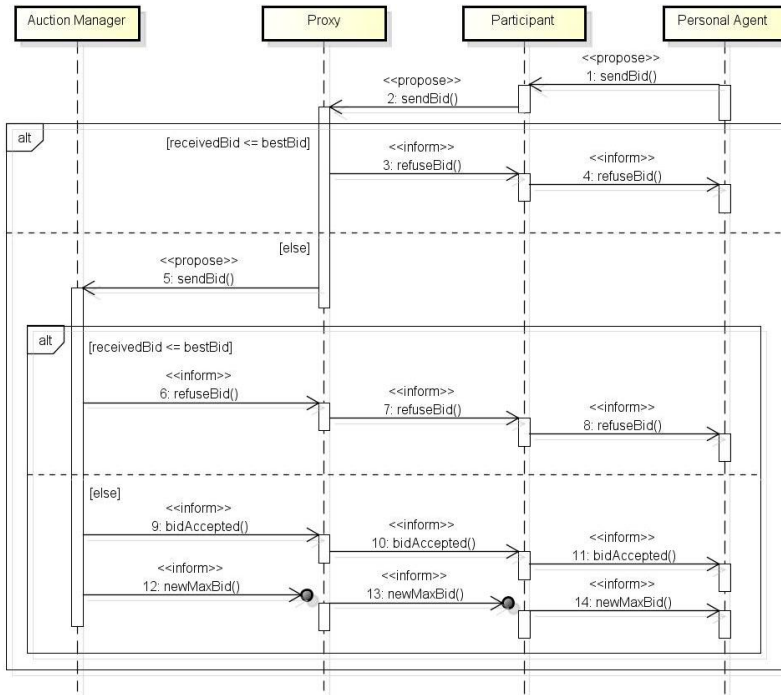 Auction Manager
Proxy
Participant
Personal Agent
<<propose>>
1: sendBid()
<<propose>>
2: sendBid()
alt
[receivedBid <= bestBid]
<<inform>>
3: refuseBid()
<<inform>>
4: refuseBid()
[else]
<<propose>>
5: sendBid()
alt
[receivedBid <= bestBid]
<<inform>>
6: refuseBid()
<<inform>>
7: refuseBid()
<<inform>>
8: refuseBid()
[else]
<<inform>>
9: bidAccepted()
<<inform>>
10: bidAccepted()
<<inform>>
11: bidAccepted()
<<inform>>
12: newMaxBid()
<<inform>>
13: newMaxBid()
<<inform>>
14: newMaxBid()